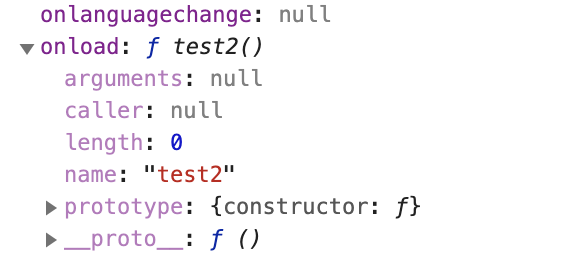 onlanguagechange: null
▼onload: ƒ test2()
arguments: null
caller: null
length: 0
name: "test2"
▶prototype: {constructor: ƒ}
▶__proto__: ƒ ()